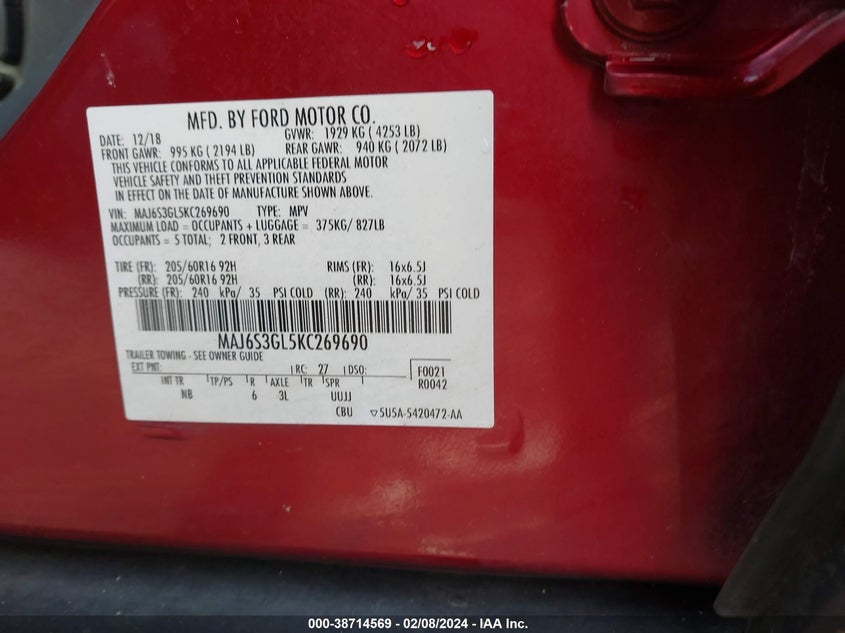 MFD. BY FORD MOTOR CO.
DATE: 12/18 GVWR: 1929 KG ( 4253 LB)
FRONT GAWR: 995 KG ( 2194 LB) REAR GAWR: 940 KG ( 2072 LB)
THIS VEHICLE CONFORMS TO ALL APPLICABLE FEDERAL MOTOR
VEHICLE SAFETY AND THEFT PREVENTION STANDARDS
IN EFFECT ON THE DATE OF MANUFACTURE SHOWN ABOVE.
VIN: MAJ6S3GL5KC269690 TYPE: MPV
MAXIMUM LOAD = OCCUPANTS + LUGGAGE = 375KG/ 827LB
OCCUPANTS = 5 TOTAL; 2 FRONT, 3 REAR
TIRE (FR): 205/60R16 92H RIMS (FR): 16x6.5J
(RR): 205/60R16 92H (RR): 16x6.5J
PRESSURE (FR): 240 kPa/ 35 PSI COLD (RR): 240 kPa/ 35 PSI COLD
MAJ6S3GL5KC269690
TRAILER TOWING - SEE OWNER GUIDE
EXT PNT: RC: 27 DSO: F0021
R0042
INT TR TP/PS R AXLE TR SPR
NB 6 3L UUJJ
CBU ▽5U5A-5420472-AA
000-38714569 - 02/08/2024 - IAA Inc.